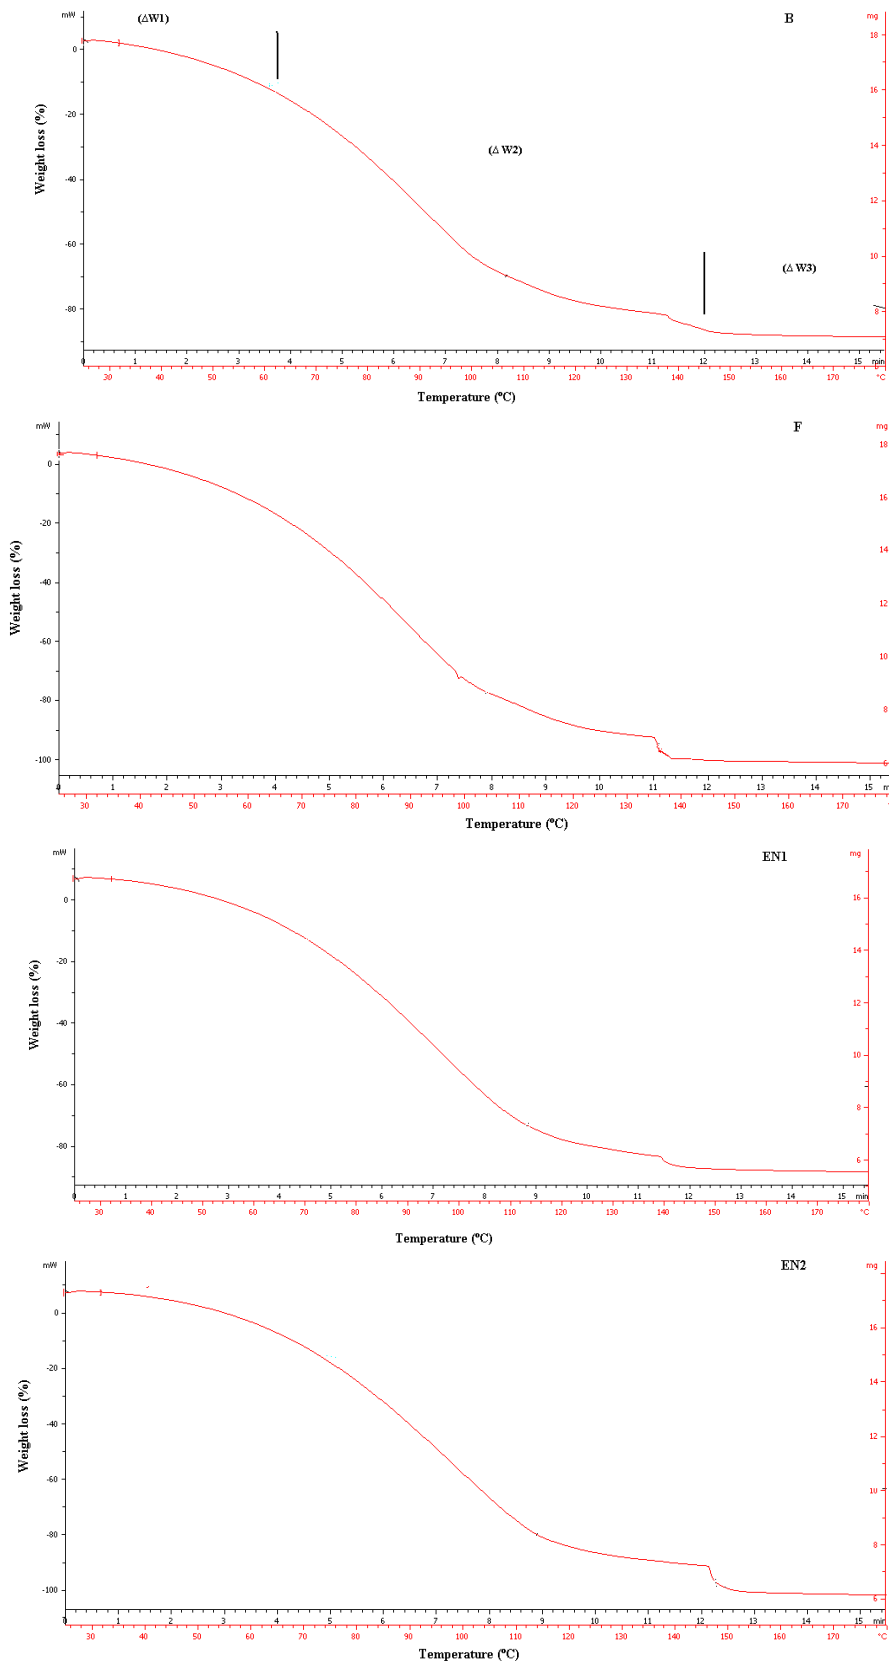 mW (ΔW1) B mg
18
0
16
-20
14
(Δ W2)
-40
12
-60
10
(Δ W3)
-80
8
Weight loss (%)
0 1 2 3 4 5 6 7 8 9 10 11 12 13 14 min
30 40 50 60 70 80 90 100 110 120 130 140 150 160 170 °C
Temperature (ºC)
mW F mg
18
0
16
-20
14
-40
12
-60
10
-80
8
-100
6
Weight loss (%)
0 1 2 3 4 5 6 7 8 9 10 11 12 13 14 m
30 40 50 60 70 80 90 100 110 120 130 140 150 160 170
Temperature (ºC)
mW EN1 mg
0
16
-20
14
12
-40
10
-60
8
-80
6
Weight loss (%)
0 1 2 3 4 5 6 7 8 9 10 11 12 13 14 15 min
30 40 50 60 70 80 90 100 110 120 130 140 150 160 170 °C
Temperature (ºC)
mW EN2 mg
0
16
-20
14
-40
12
-60
10
-80
8
-100
6
Weight loss (%)
0 1 2 3 4 5 6 7 8 9 10 11 12 13 14 15 min
30 40 50 60 70 80 90 100 110 120 130 140 150 160 170 °C
Temperature (ºC)